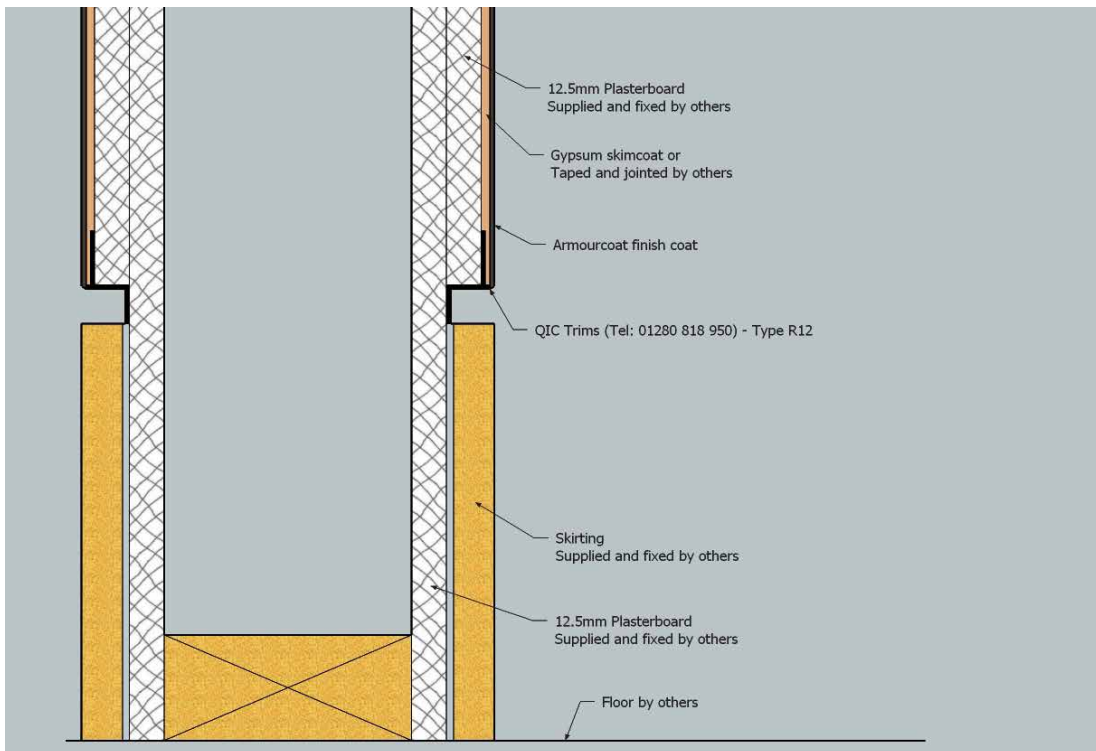 12.5mm Plasterboard
Supplied and fixed by others
Gypsum skimcoat or
Taped and jointed by others
Armourcoat finish coat
QIC Trims (Tel: 01280 818 950) - Type R12
Skirting
Supplied and fixed by others
12.5mm Plasterboard
Supplied and fixed by others
Floor by others